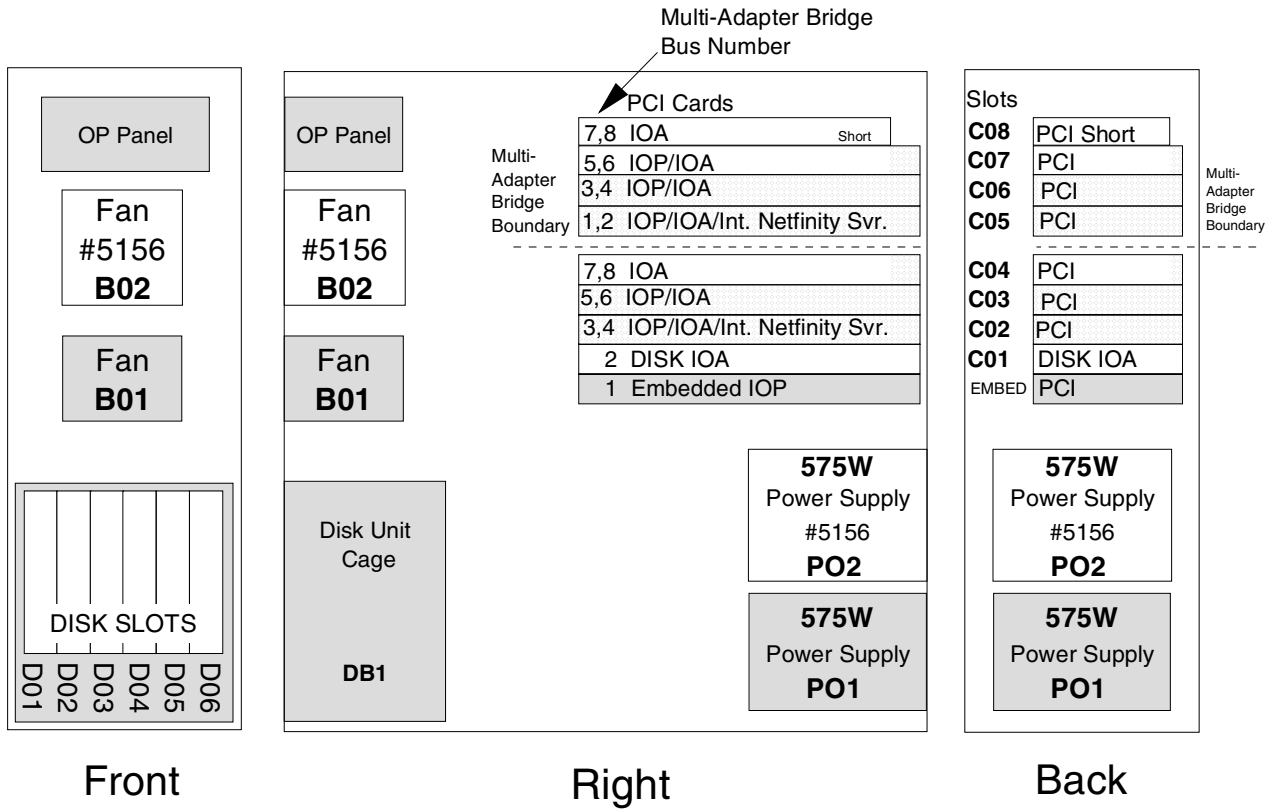 Multi-Adapter Bridge
Bus Number
OP Panel
Fan
#5156
B02
Fan
B01
DISK SLOTS
D01
D02
D03
D04
D05
D06
Front
OP Panel
Fan
#5156
B02
Fan
B01
Disk Unit
Cage
DB1
PCI Cards
7,8 IOA Short
5,6 IOP/IOA
3,4 IOP/IOA
1,2 IOP/IOA/Int. Netfinity Svr.
Multi-
Adapter
Bridge
Boundary
7,8 IOA
5,6 IOP/IOA
3,4 IOP/IOA/Int. Netfinity Svr.
2 DISK IOA
1 Embedded IOP
575W
Power Supply
#5156
PO2
575W
Power Supply
PO1
Right
Slots
C08 PCI Short
C07 PCI
C06 PCI
C05 PCI
Multi-
Adapter
Bridge
Boundary
C04 PCI
C03 PCI
C02 PCI
C01 DISK IOA
EMBED PCI
575W
Power Supply
#5156
PO2
575W
Power Supply
PO1
Back